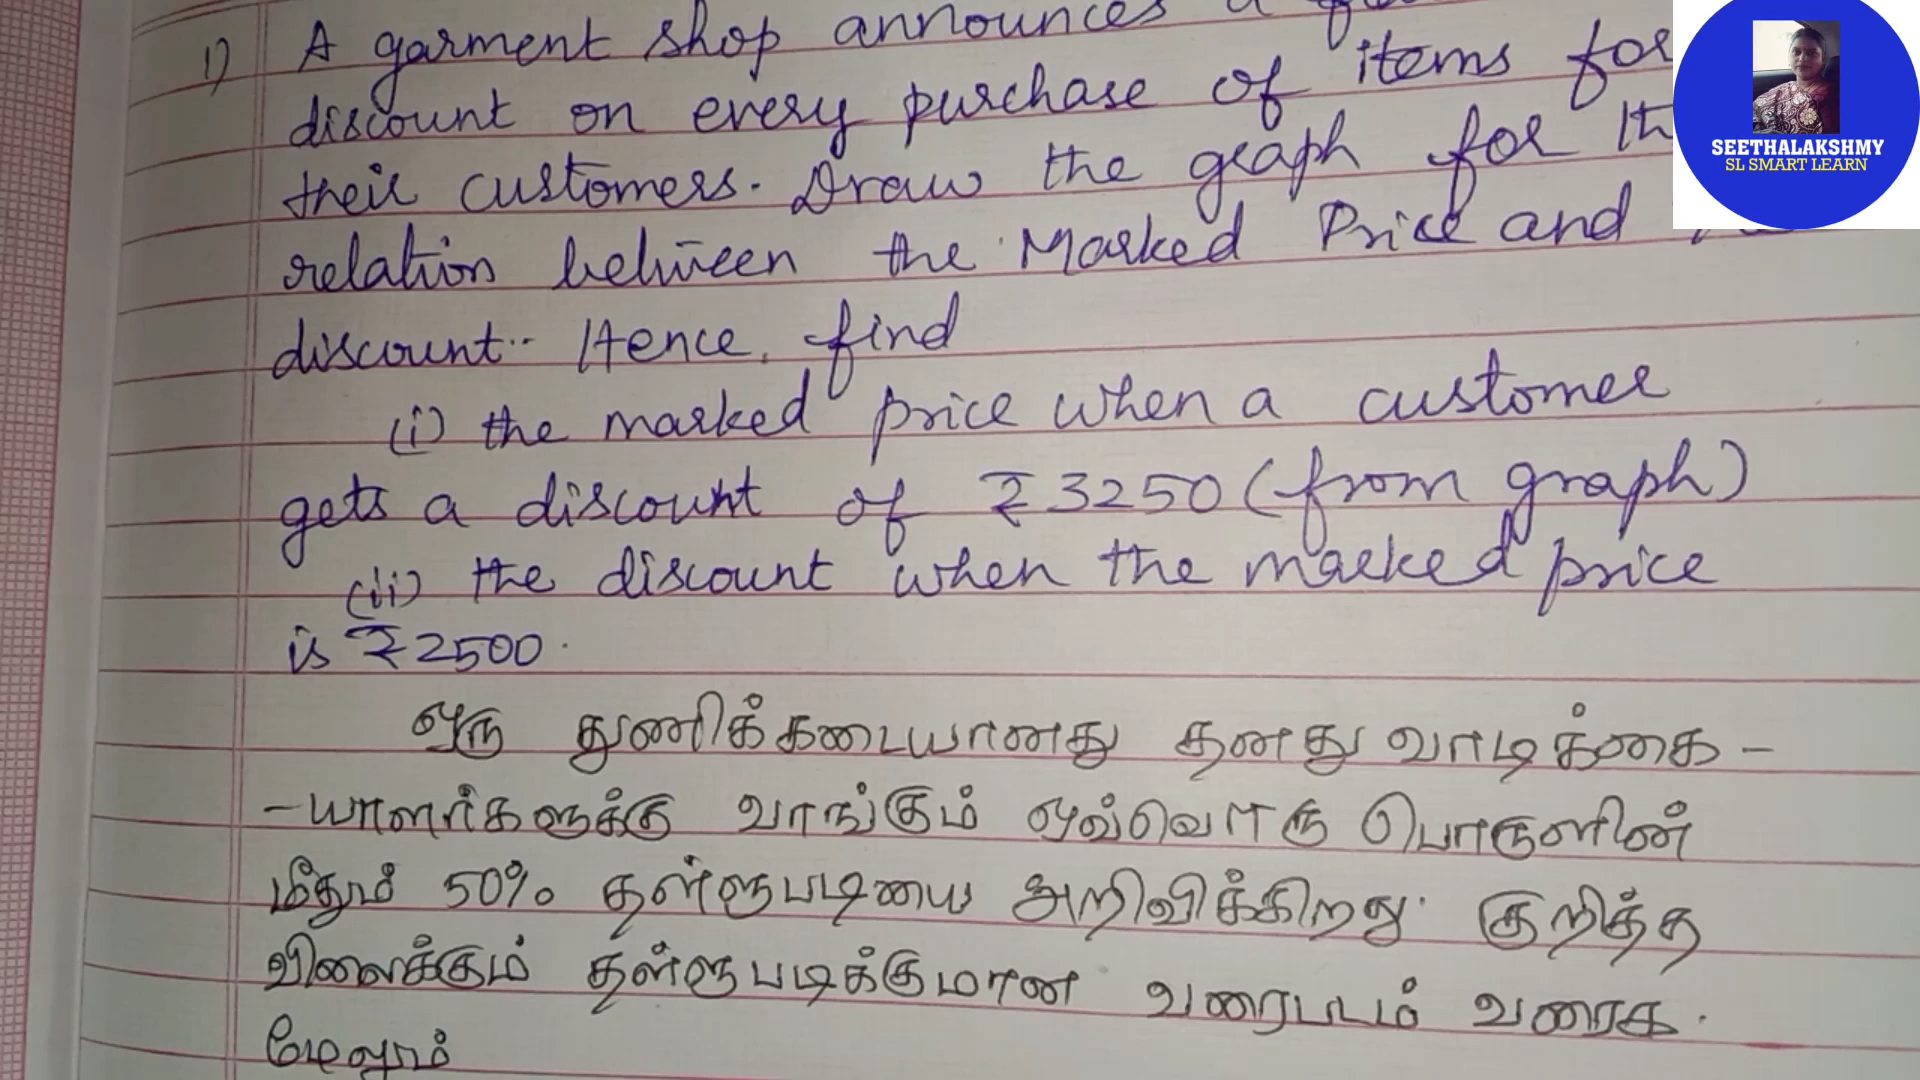 1) A garment shop announces a
discount on every purchase of items for
their customers. Draw the graph for the
relation between the Marked Price and
discount. Hence, find
(i) the marked price when a customer
gets a discount of ₹3250 (from graph)
(ii) the discount when the marked price
is ₹2500.
ஒரு துணிக்கடையானது தனது வாடிக்கை -
-யாளர்களுக்கு வாங்கும் ஒவ்வொரு பொருளின்
மீதும் 50% தள்ளுபடியை அறிவிக்கிறது. குறித்த
விலைக்கும் தள்ளுபடிக்குமான வரைபடம் வரைக.
மேலும்
SEETHALAKSHMY
SL SMART LEARN